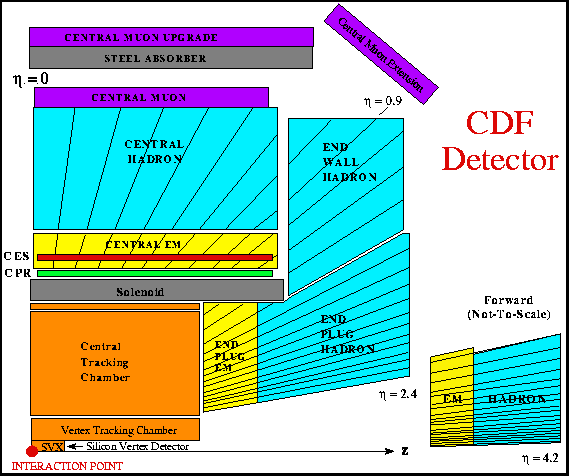 CENTRAL MUON UPGRADE
STEEL ABSORBER
Central Muon Extension
η = 0
CENTRAL MUON
η = 0.9
CDF
Detector
CENTRAL
HADRON
END
WALL
HADRON
CENTRAL EM
CES
CPR
Solenoid
Forward
(Not-To-Scale)
Central
Tracking
Chamber
END
PLUG
EM
END
PLUG
HADRON
η = 2.4
EM
HADRON
Vertex Tracking Chamber
SVX
Silicon Vertex Detector
Z
INTERACTION POINT
η = 4.2